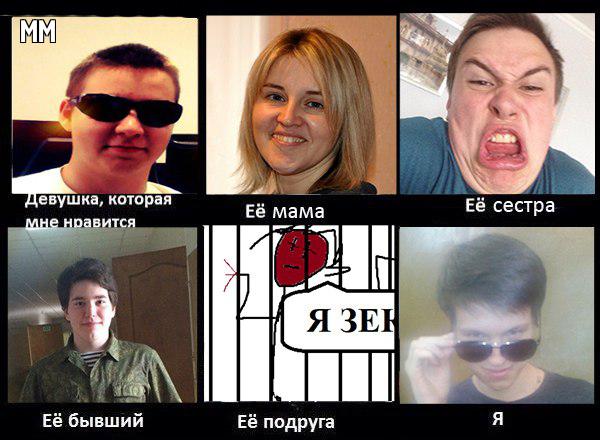 ММ
Девушка, которая
мне нравится
Её мама
Её сестра
Я ЗЕК
Её бывший
Её подруга
Я